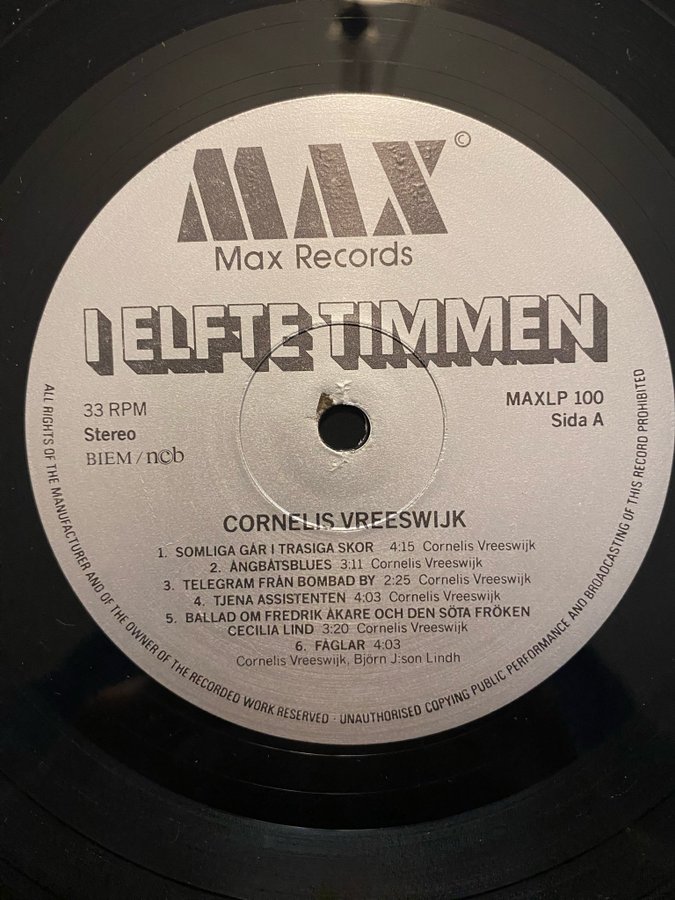 MAX ©
Max Records
I ELFTE TIMMEN
33 RPM
Stereo
BIEM/ncb
MAXLP 100
Sida A
CORNELIS VREESWIJK
1. SOMLIGA GÅR I TRASIGA SKOR 4:15 Cornelis Vreeswijk
2. ÅNGBÅTSBLUES 3:11 Cornelis Vreeswijk
3. TELEGRAM FRÅN BOMBAD BY 2:25 Cornelis Vreeswijk
4. TJENA ASSISTENTEN 4:03 Cornelis Vreeswijk
5. BALLAD OM FREDRIK ÅKARE OCH DEN SÖTA FRÖKEN
CECILIA LIND 3:20 Cornelis Vreeswijk
6. FÅGLAR 4:03
Cornelis Vreeswijk, Björn J:son Lindh
ALL RIGHTS OF THE MANUFACTURER AND OF THE OWNER OF THE RECORDED WORK RESERVED · UNAUTHORISED COPYING PUBLIC PERFORMANCE AND BROADCASTING OF THIS RECORD PROHIBITED